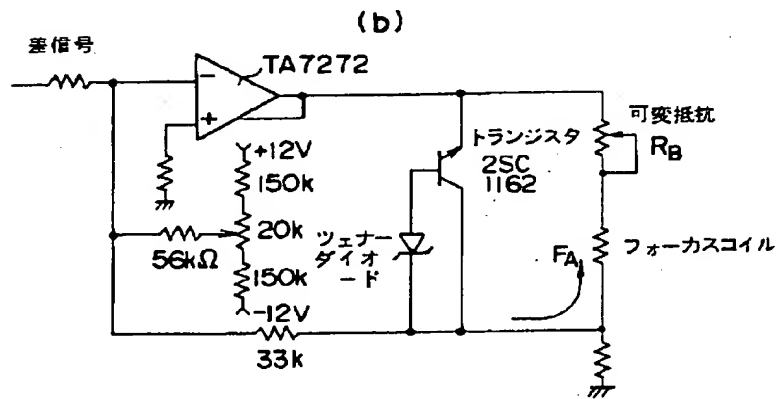 (b)
差信号
TA7272
−
+
+12V
150k
20k
56kΩ
150k
−12V
33k
ツェナー
ダイオ
ード
トランジスタ
2SC
1162
可変抵抗
RB
FA
フォーカスコイル